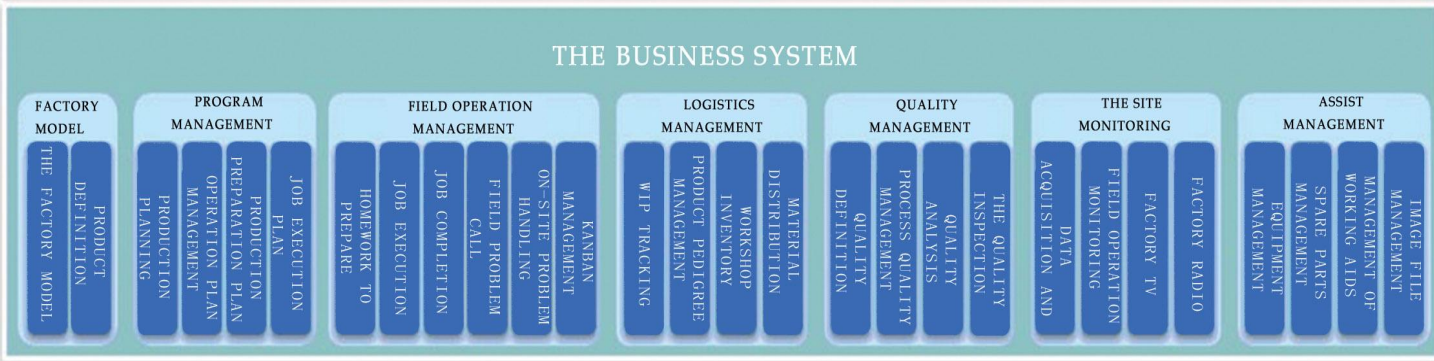 THE BUSINESS SYSTEM
FACTORY
MODEL
THE FACTORY MODEL
PRODUCT
DEFINITION
PROGRAM
MANAGEMENT
PRODUCTION
PLANNING
OPERATION PLAN
MANAGEMENT
PRODUCTION
PREPARATION PLAN
JOB EXECUTION
PLAN
FIELD OPERATION
MANAGEMENT
HOMEWORK TO
PREPARE
JOB EXECUTION
JOB COMPLETION
FIELD PROBLEM
CALL
ON-SITE PROBLEM
HANDLING
KANBAN
MANAGEMENT
LOGISTICS
MANAGEMENT
WIP TRACKING
PRODUCT PEDIGREE
MANAGEMENT
WORKSHOP
INVENTORY
MATERIAL
DISTRIBUTION
QUALITY
MANAGEMENT
QUALITY
DEFINITION
PROCESS QUALITY
MANAGEMENT
QUALITY
ANALYSIS
THE QUALITY
INSPECTION
THE SITE
MONITORING
DATA
ACQUISITION AND
FIELD OPERATION
MONITORING
FACTORY TV
FACTORY RADIO
ASSIST
MANAGEMENT
EQUIPMENT
MANAGEMENT
SPARE PARTS
MANAGEMENT
MANAGEMENT OF
WORKING AIDS
IMAGE FILE
MANAGEMENT